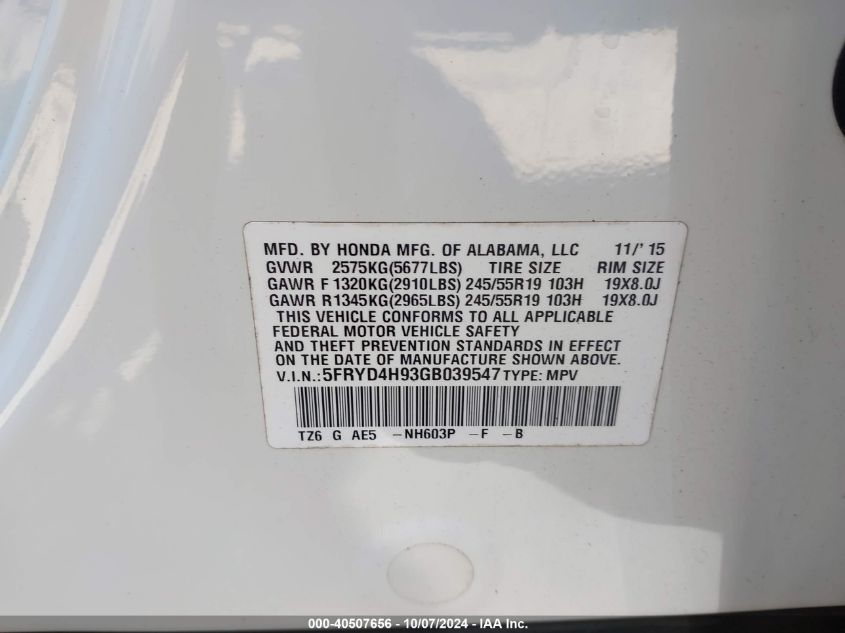 MFD. BY HONDA MFG. OF ALABAMA, LLC 11/'15
GVWR 2575KG(5677LBS) TIRE SIZE RIM SIZE
GAWR F 1320KG(2910LBS) 245/55R19 103H 19X8.0J
GAWR R 1345KG(2965LBS) 245/55R19 103H 19X8.0J
THIS VEHICLE CONFORMS TO ALL APPLICABLE
FEDERAL MOTOR VEHICLE SAFETY
AND THEFT PREVENTION STANDARDS IN EFFECT
ON THE DATE OF MANUFACTURE SHOWN ABOVE.
V.I.N.:5FRYD4H93GB039547 TYPE: MPV
TZ6 G AE5 -NH603P -F -B
000-40507656 - 10/07/2024 - IAA Inc.